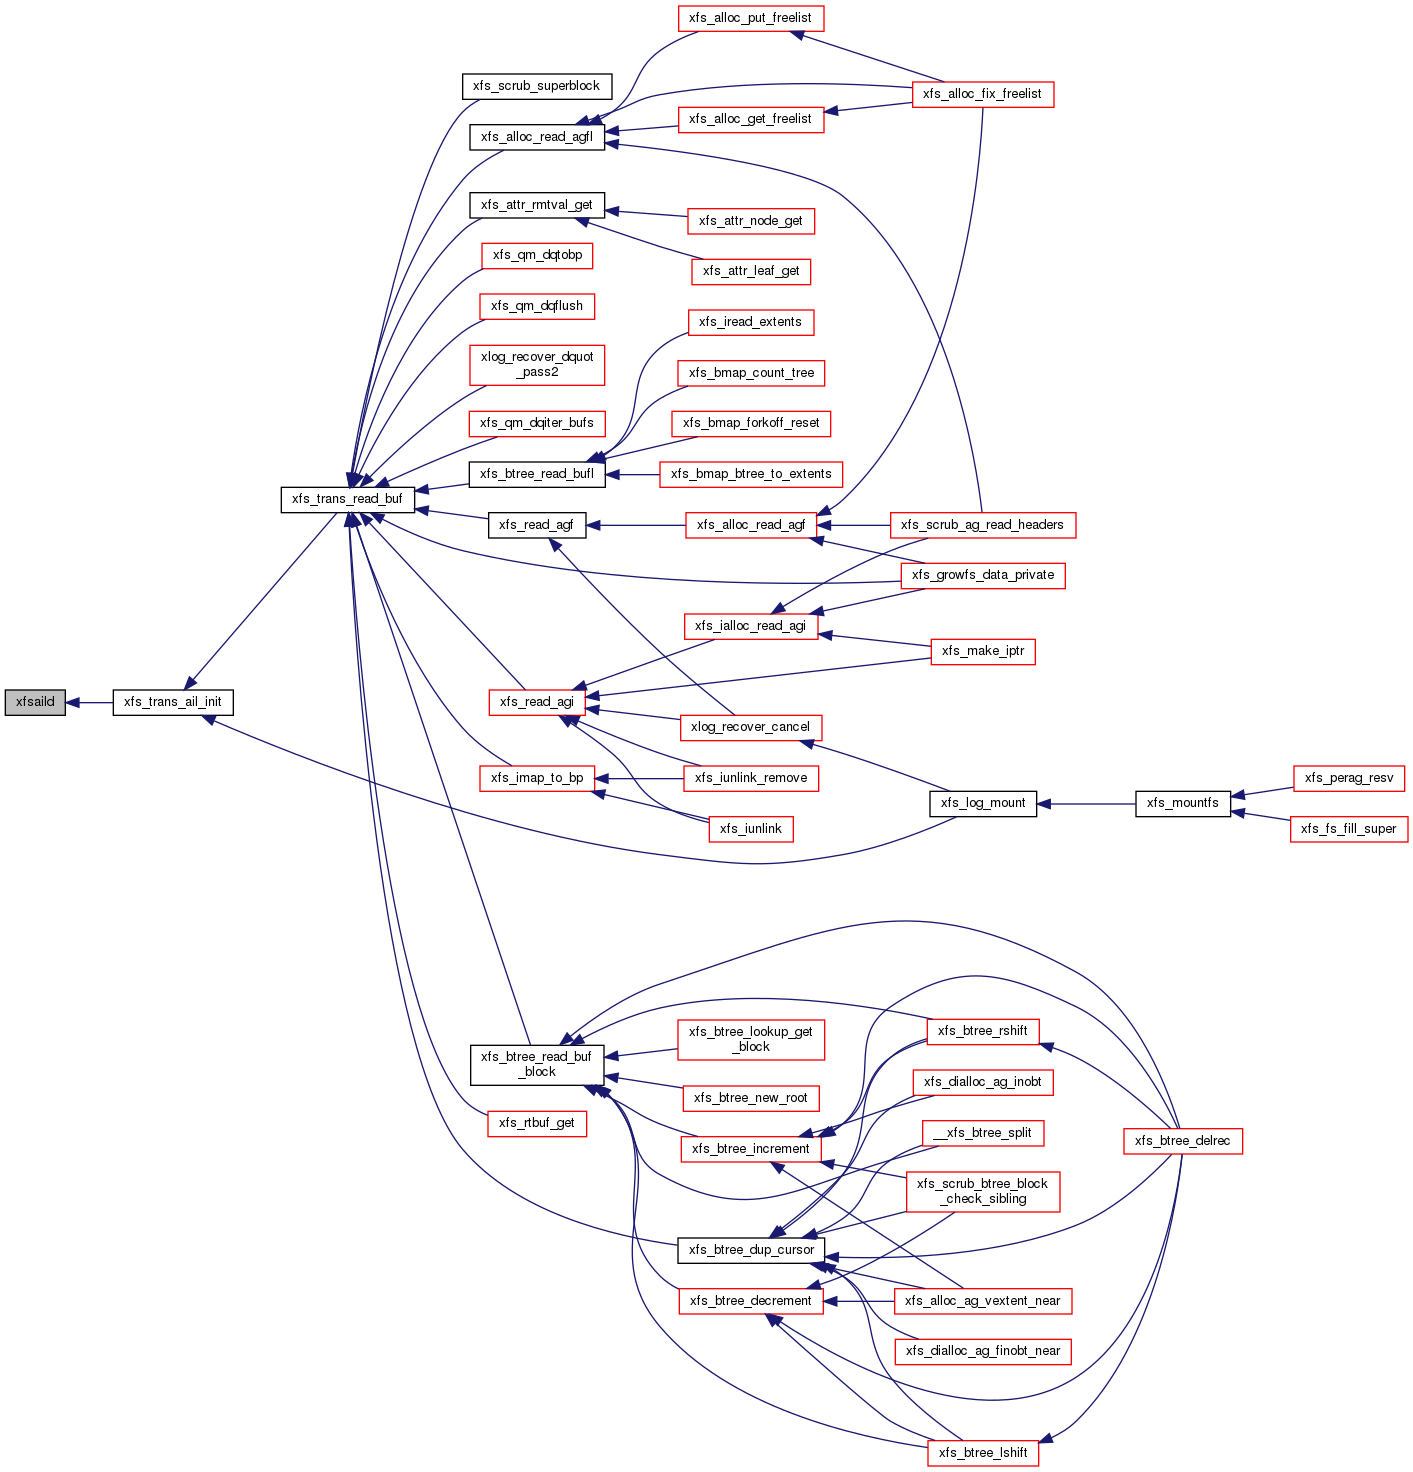 xfs_alloc_put_freelist
xfs_scrub_superblock
xfs_alloc_fix_freelist
xfs_alloc_get_freelist
xfs_alloc_read_agfl
xfs_attr_rmtval_get
xfs_attr_node_get
xfs_qm_dqtobp
xfs_attr_leaf_get
xfs_qm_dqflush
xfs_iread_extents
xlog_recover_dquot
_pass2
xfs_bmap_count_tree
xfs_qm_dqiter_bufs
xfs_bmap_forkoff_reset
xfs_btree_read_bufl
xfs_bmap_btree_to_extents
xfs_trans_read_buf
xfs_read_agf
xfs_alloc_read_agf
xfs_scrub_ag_read_headers
xfs_growfs_data_private
xfs_ialloc_read_agi
xfs_make_iptr
xfsaild
xfs_trans_ail_init
xfs_read_agi
xlog_recover_cancel
xfs_imap_to_bp
xfs_iunlink_remove
xfs_perag_resv
xfs_log_mount
xfs_mountfs
xfs_iunlink
xfs_fs_fill_super
xfs_btree_lookup_get
_block
xfs_btree_rshift
xfs_btree_read_buf
_block
xfs_dialloc_ag_inobt
xfs_btree_new_root
xfs_rtbuf_get
__xfs_btree_split
xfs_btree_delrec
xfs_btree_increment
xfs_scrub_btree_block
_check_sibling
xfs_btree_dup_cursor
xfs_btree_decrement
xfs_alloc_ag_vextent_near
xfs_dialloc_ag_finobt_near
xfs_btree_lshift